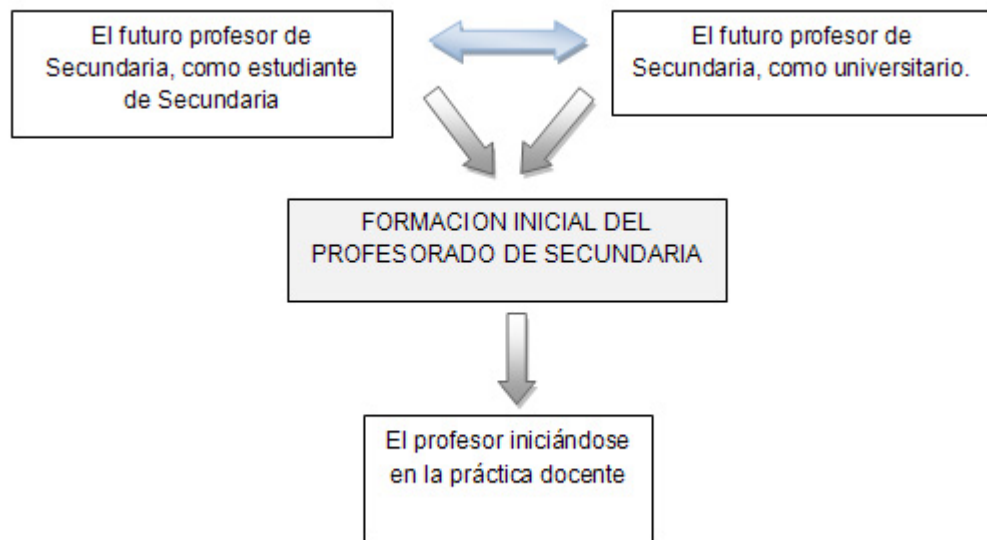 El futuro profesor de
Secundaria, como estudiante
de Secundaria
El futuro profesor de
Secundaria, como universitario.
FORMACION INICIAL DEL
PROFESORADO DE SECUNDARIA
El profesor iniciándose
en la práctica docente